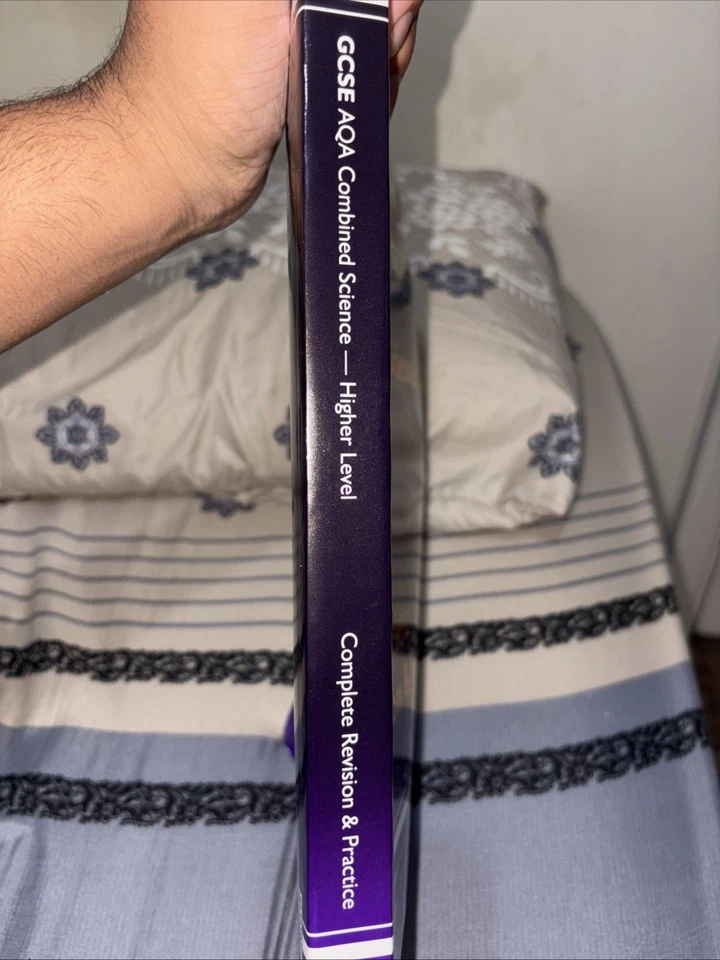 GCSE AQA Combined Science — Higher Level
Complete Revision & Practice